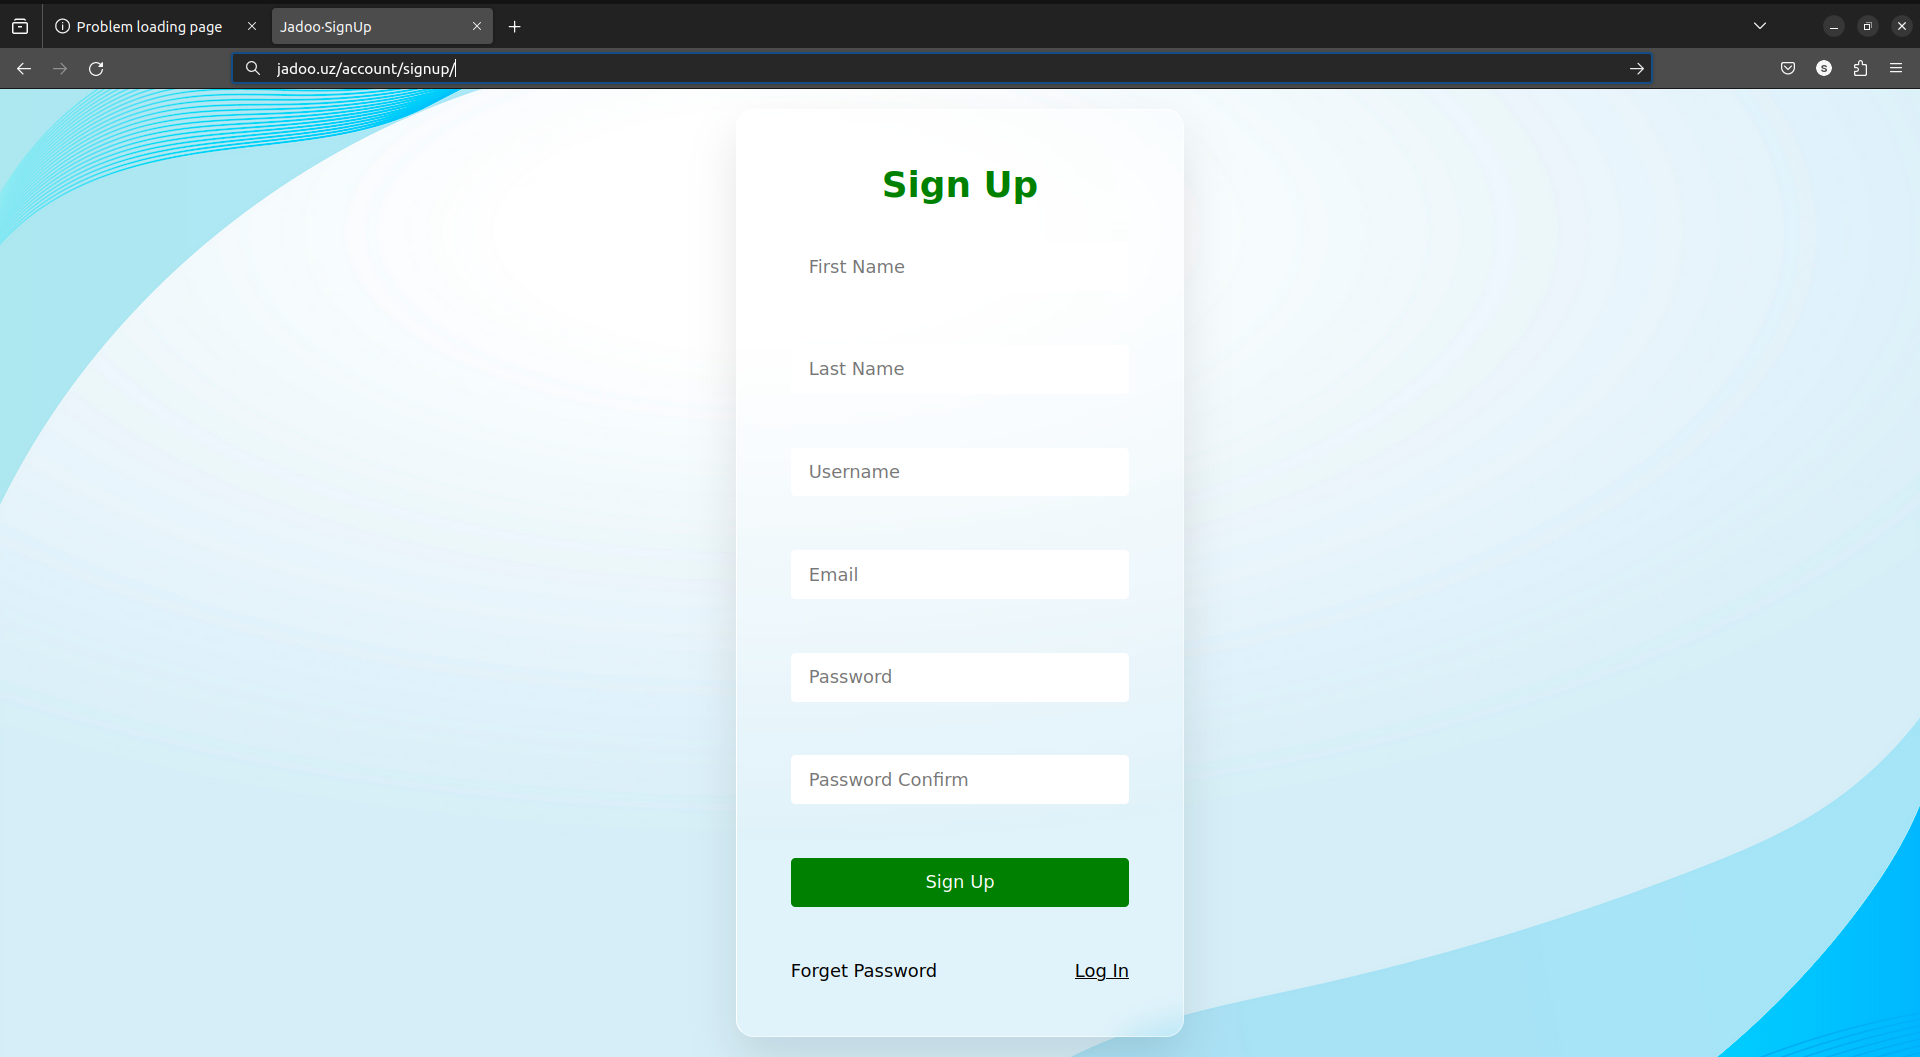 Problem loading page
Jadoo·SignUp
jadoo.uz/account/signup/
S
Sign Up
First Name
Last Name
Username
Email
Password
Password Confirm
Sign Up
Forget Password
Log In